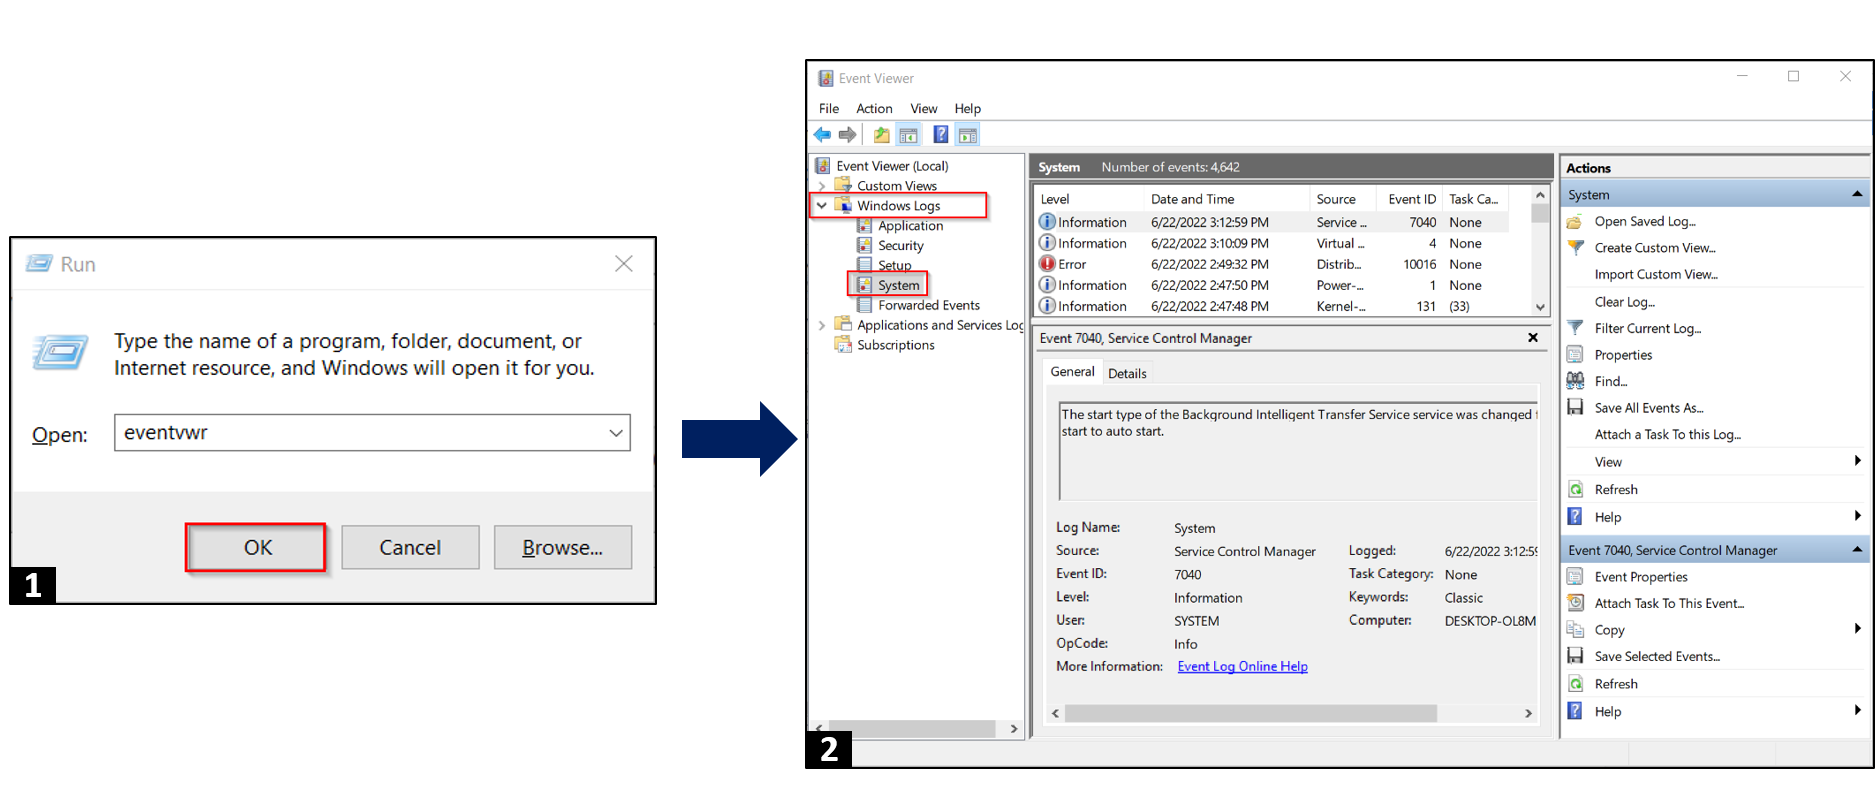 Run
Type the name of a program, folder, document, or
Internet resource, and Windows will open it for you.
Open: eventvwr
OK Cancel Browse...
1
Event Viewer
File Action View Help
Event Viewer (Local)
Custom Views
Windows Logs
Application
Security
Setup
System
Forwarded Events
Applications and Services Log
Subscriptions
System Number of events: 4,642
Level Date and Time Source Event ID Task Ca...
Information 6/22/2022 3:12:59 PM Service ... 7040 None
Information 6/22/2022 3:10:09 PM Virtual ... 4 None
Error 6/22/2022 2:49:32 PM Distrib... 10016 None
Information 6/22/2022 2:47:50 PM Power-... 1 None
Information 6/22/2022 2:47:48 PM Kernel-... 131 (33)
Event 7040, Service Control Manager
General Details
The start type of the Background Intelligent Transfer Service service was changed
start to auto start.
Log Name: System
Source: Service Control Manager Logged: 6/22/2022 3:12:59
Event ID: 7040 Task Category: None
Level: Information Keywords: Classic
User: SYSTEM Computer: DESKTOP-OL8M
OpCode: Info
More Information: Event Log Online Help
Actions
System
Open Saved Log...
Create Custom View...
Import Custom View...
Clear Log...
Filter Current Log...
Properties
Find...
Save All Events As...
Attach a Task To this Log...
View
Refresh
Help
Event 7040, Service Control Manager
Event Properties
Attach Task To This Event...
Copy
Save Selected Events...
Refresh
Help
2